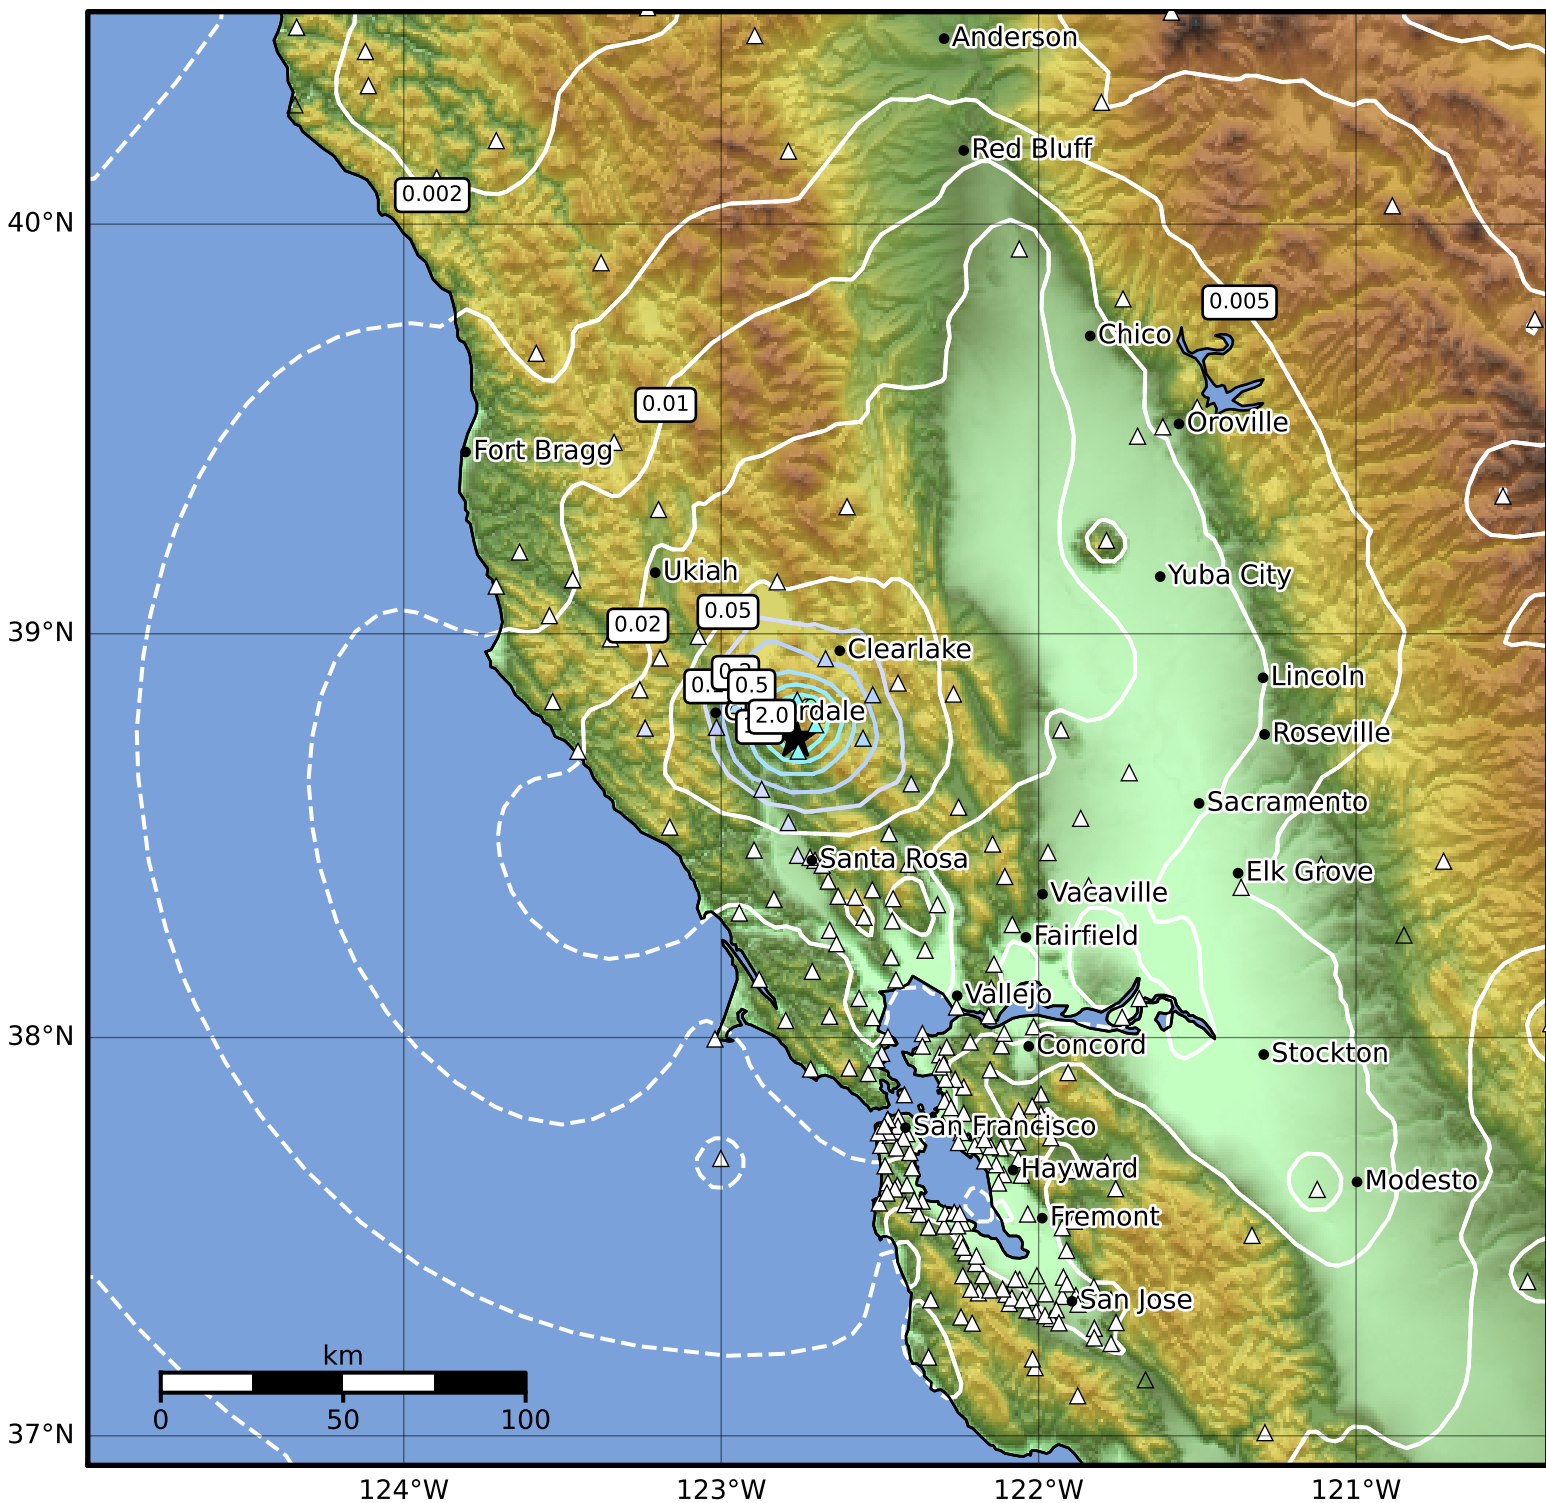 Anderson
Red Bluff
0.002
40°N
0.005
Chico
0.01
Oroville
Fort Bragg
Ukiah
Yuba City
0.05
0.02
39°N
Clearlake
0.5
Lincoln
2.0
rdale
Roseville
Sacramento
Santa Rosa
Elk Grove
Vacaville
Fairfield
Vallejo
38°N
Concord
Stockton
San Francisco
Hayward
Modesto
Fremont
San Jose
km
0 50 100
37°N
124°W 123°W 122°W 121°W